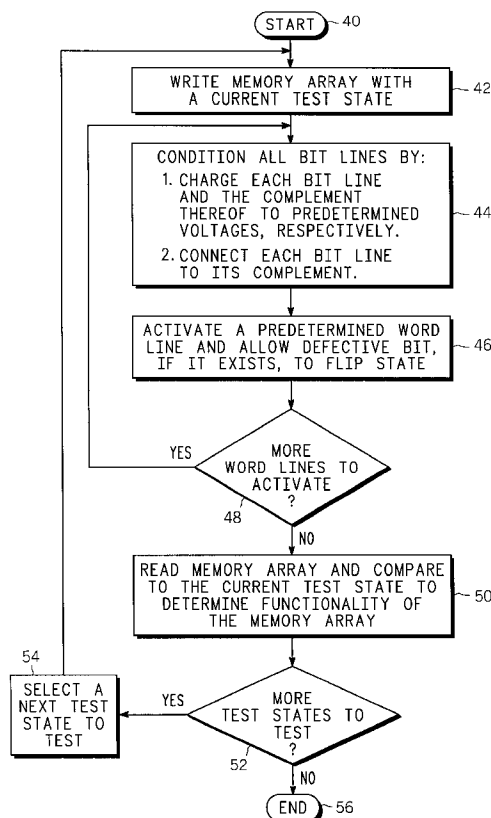 START
40
WRITE MEMORY ARRAY WITH
A CURRENT TEST STATE
42
CONDITION ALL BIT LINES BY:
1. CHARGE EACH BIT LINE
AND THE COMPLEMENT
THEREOF TO PREDETERMINED
VOLTAGES, RESPECTIVELY.
2. CONNECT EACH BIT LINE
TO ITS COMPLEMENT.
44
ACTIVATE A PREDETERMINED WORD
LINE AND ALLOW DEFECTIVE BIT,
IF IT EXISTS, TO FLIP STATE
46
YES
MORE
WORD LINES TO
ACTIVATE
?
48
NO
READ MEMORY ARRAY AND COMPARE
TO THE CURRENT TEST STATE TO
DETERMINE FUNCTIONALITY OF
THE MEMORY ARRAY
50
54
SELECT A
NEXT TEST
STATE TO
TEST
YES
MORE
TEST STATES TO
TEST
?
52
NO
END
56